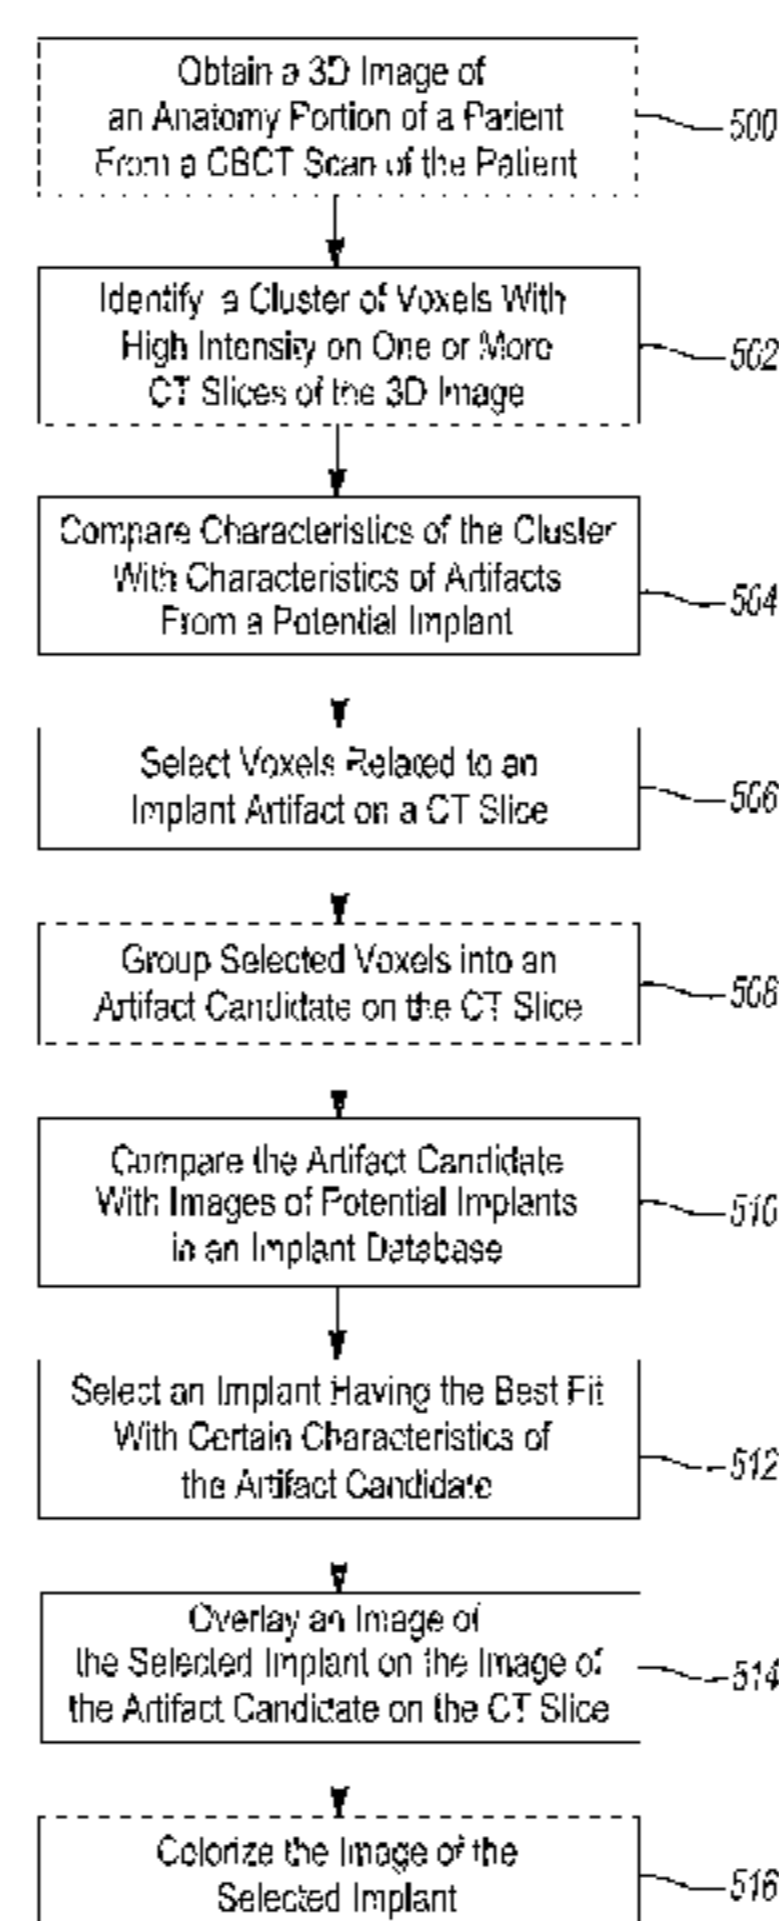 Obtain a 3D Image of
an Anatomy Portion of a Patient
From a CBCT Scan of the Patient
500
Identify a Cluster of Voxels With
High Intensity on One or More
CT Slices of the 3D Image
502
Compare Characteristics of the Cluster
With Characteristics of Artifacts
From a Potential Implant
504
Select Voxels Related to an
Implant Artifact on a CT Slice
506
Group Selected Voxels into an
Artifact Candidate on the CT Slice
508
Compare the Artifact Candidate
With Images of Potential Implants
in an Implant Database
510
Select an Implant Having the Best Fit
With Certain Characteristics of
the Artifact Candidate
512
Overlay an Image of
the Selected Implant on the Image of
the Artifact Candidate on the CT Slice
514
Colorize the Image of the
Selected Implant
516